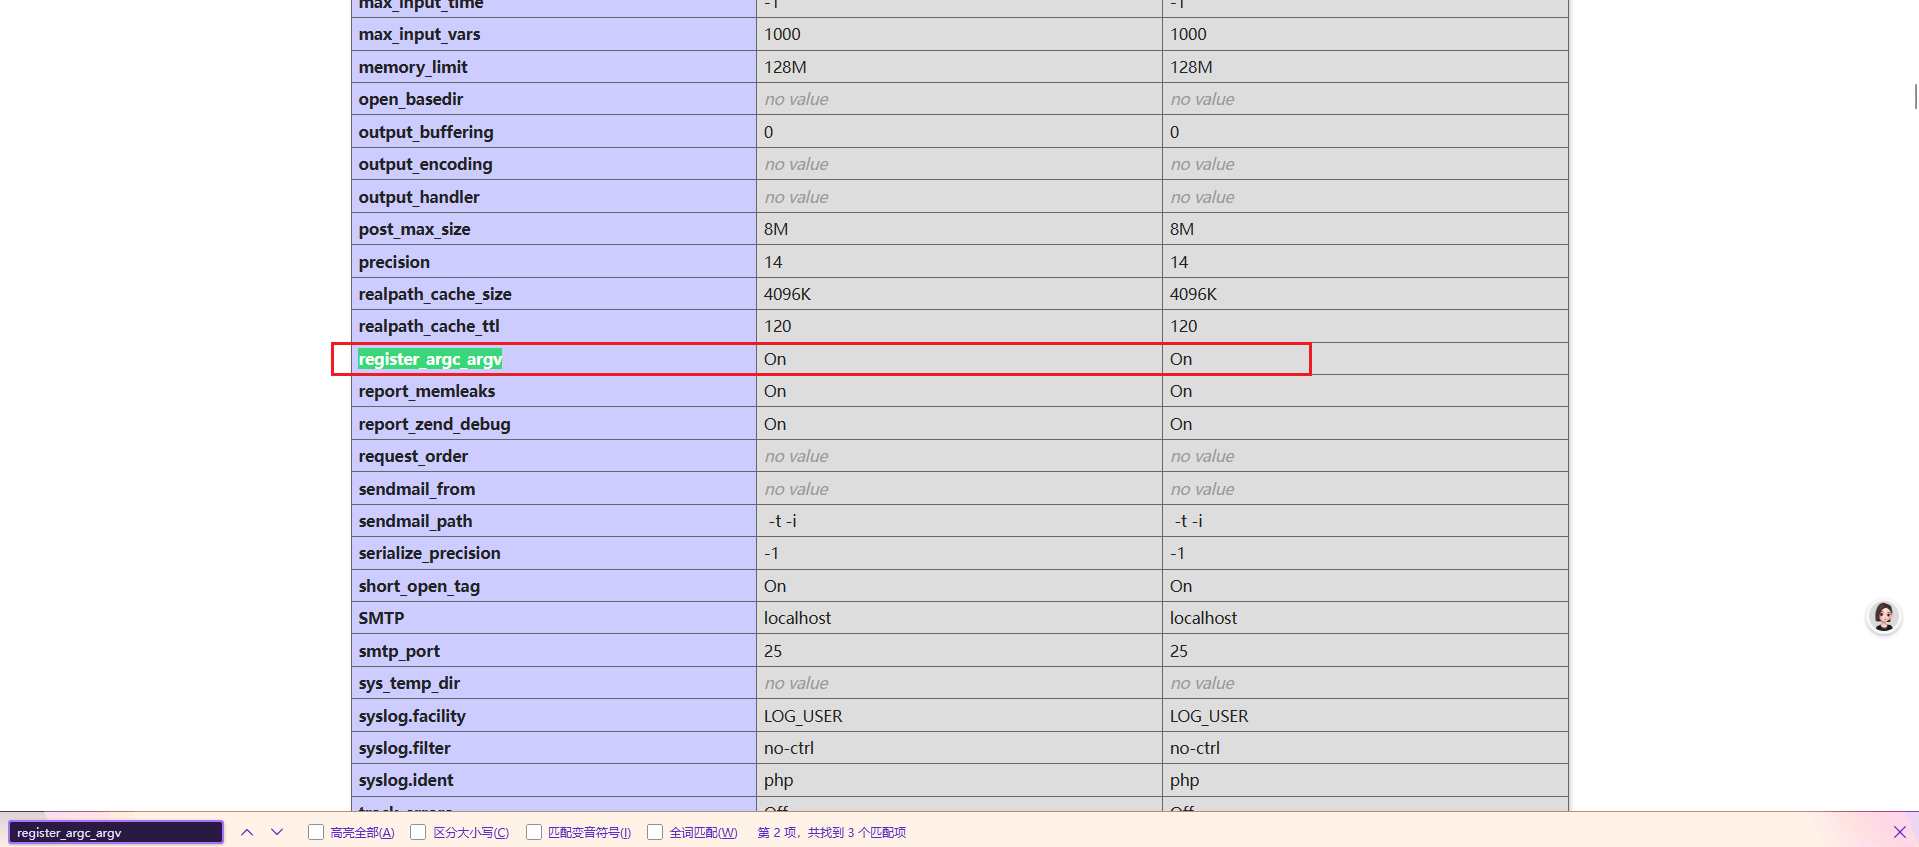 max_input_time -1 -1
max_input_vars 1000 1000
memory_limit 128M 128M
open_basedir no value no value
output_buffering 0 0
output_encoding no value no value
output_handler no value no value
post_max_size 8M 8M
precision 14 14
realpath_cache_size 4096K 4096K
realpath_cache_ttl 120 120
register_argc_argv On On
report_memleaks On On
report_zend_debug On On
request_order no value no value
sendmail_from no value no value
sendmail_path -t -i -t -i
serialize_precision -1 -1
short_open_tag On On
SMTP localhost localhost
smtp_port 25 25
sys_temp_dir no value no value
syslog.facility LOG_USER LOG_USER
syslog.filter no-ctrl no-ctrl
syslog.ident php php
track_errors Off Off
register_argc_argv 高亮全部(A) 区分大小写(C) 匹配变音符号(I) 全词匹配(W) 第 2 项，共找到 3 个匹配项